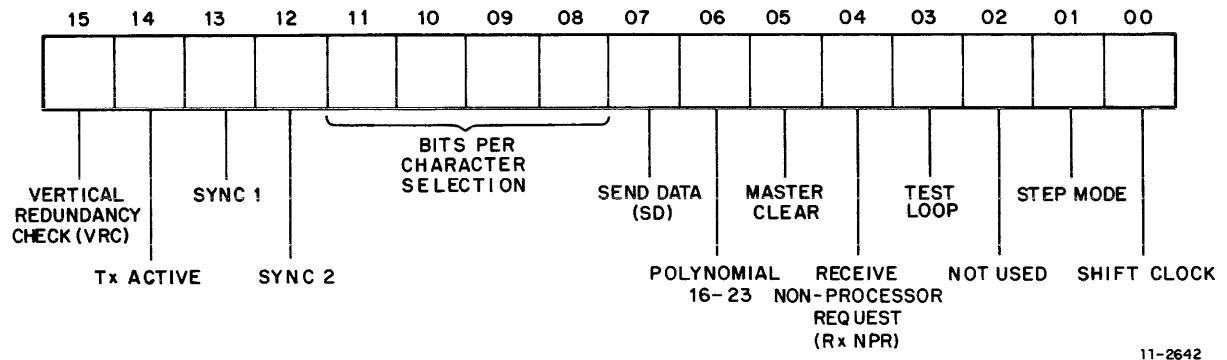 15 14 13 12 11 10 09 08 07 06 05 04 03 02 01 00
BITS PER
CHARACTER
SELECTION
VERTICAL
REDUNDANCY
CHECK (VRC)
SYNC 1
SEND DATA
(SD)
MASTER
CLEAR
TEST
LOOP
STEP MODE
Tx ACTIVE
SYNC 2
POLYNOMIAL
16-23
RECEIVE
NON-PROCESSOR
REQUEST
(Rx NPR)
NOT USED
SHIFT CLOCK
11-2642